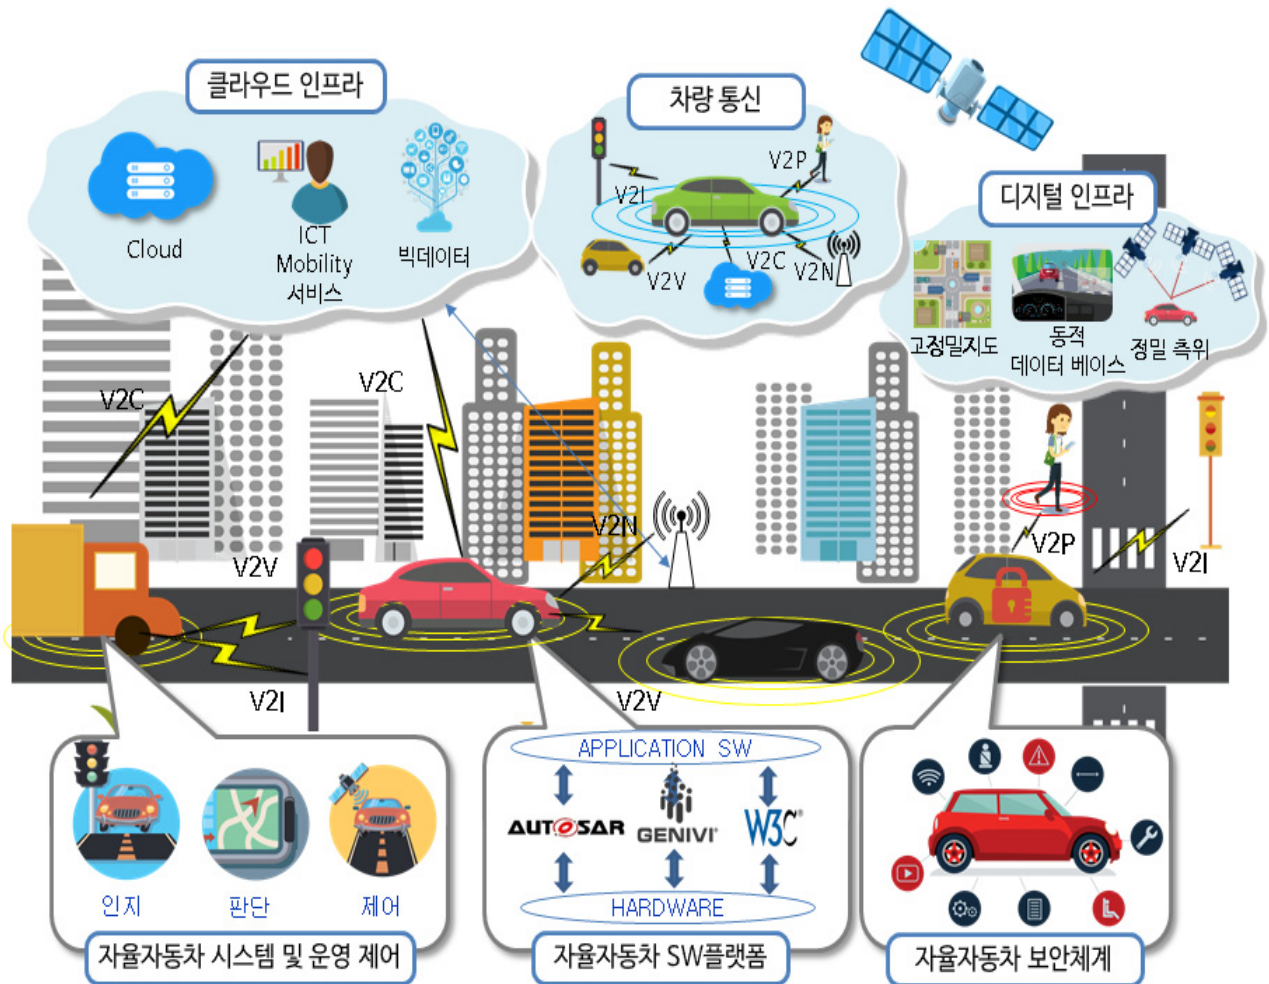 클라우드 인프라
Cloud
ICT
Mobility
서비스
빅데이터
차량 통신
V2I
V2P
V2V
V2C
V2N
디지털 인프라
고정밀지도
동적
데이터 베이스
정밀 측위
V2C
V2C
V2V
V2N
V2P
V2I
V2I
V2V
인지
판단
제어
자율자동차 시스템 및 운영 제어
APPLICATION SW
AUTOSAR
GENIVI
W3C®
HARDWARE
자율자동차 SW플랫폼
자율자동차 보안체계